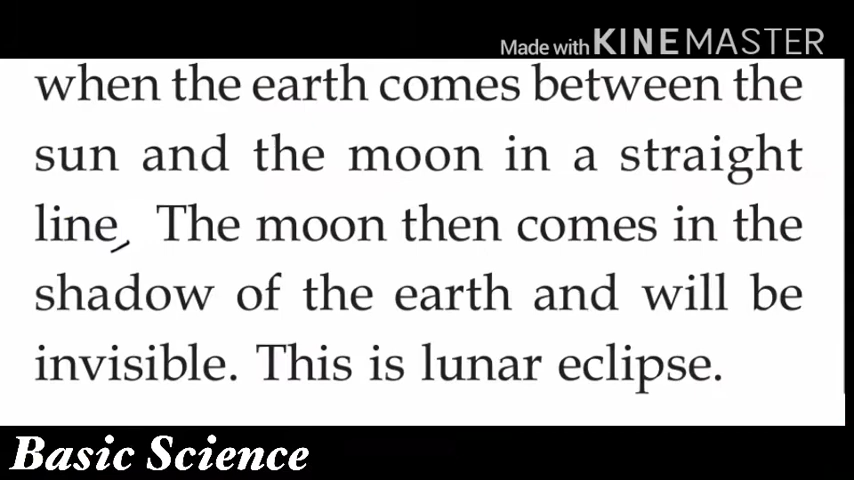 Made with KINEMASTER
when the earth comes between the
sun and the moon in a straight
line, The moon then comes in the
shadow of the earth and will be
invisible. This is lunar eclipse.
Basic Science